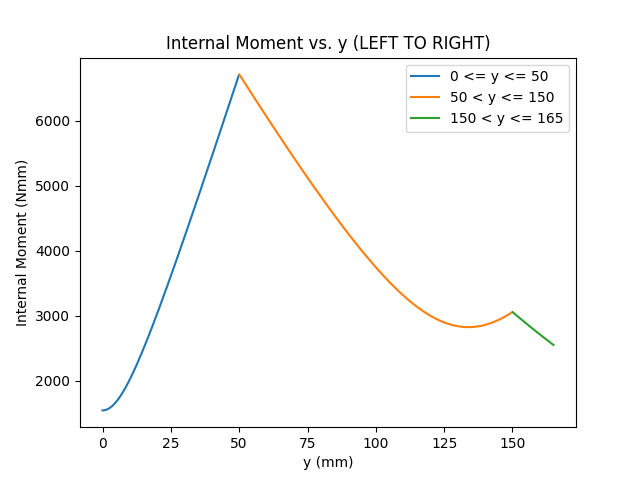 Internal Moment vs. y (LEFT TO RIGHT)
0 <= y <= 50
50 < y <= 150
150 < y <= 165
6000
5000
4000
3000
2000
Internal Moment (Nmm)
0 25 50 75 100 125 150
y (mm)